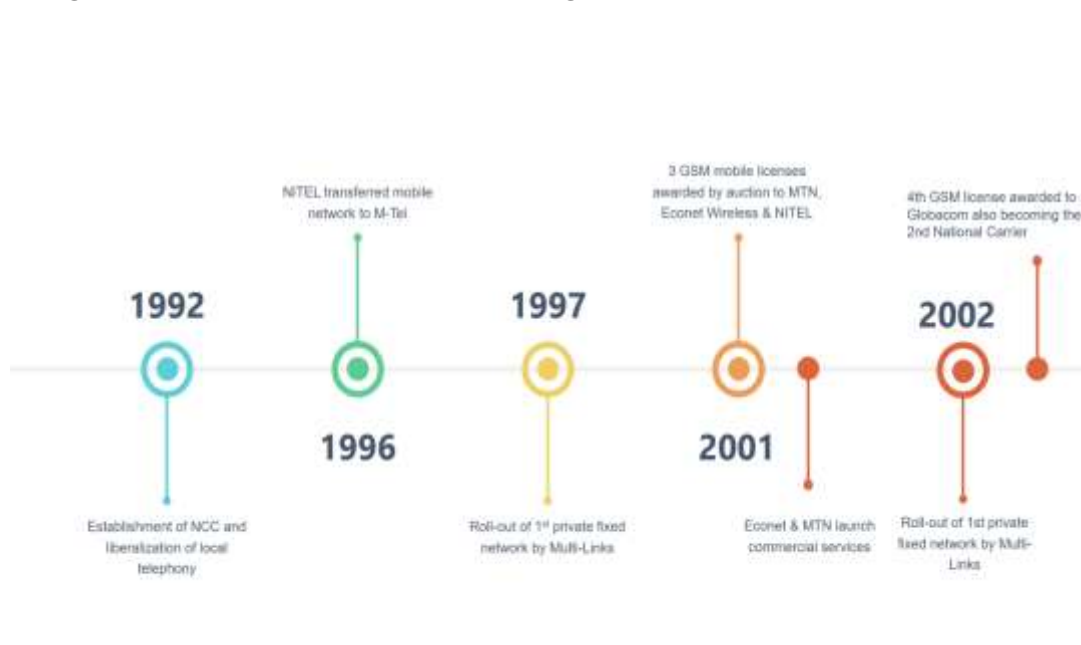 NITEL transferred mobile
network to M-Tel
3 GSM mobile licenses
awarded by auction to MTN,
Econet Wireless & NITEL
4th GSM license awarded to
Globacom also becoming the
2nd National Carrier
1992
1997
2002
1996
2001
Establishment of NCC and
liberalization of local
telephony
Roll-out of 1st private fixed
network by Multi-Links
Econet & MTN launch
commercial services
Roll-out of 1st private
fixed network by Multi-
Links